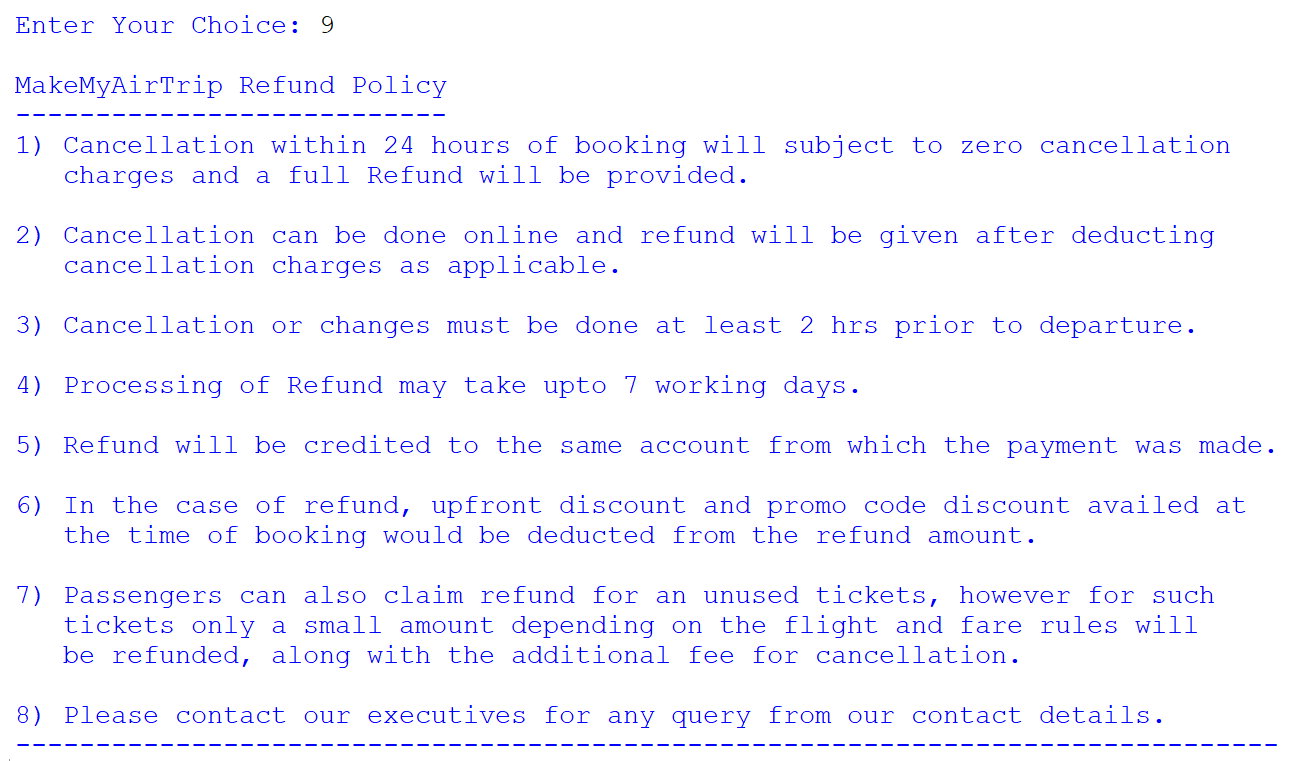 Enter Your Choice: 9
MakeMyAirTrip Refund Policy
---------------------------
1) Cancellation within 24 hours of booking will subject to zero cancellation
charges and a full Refund will be provided.
2) Cancellation can be done online and refund will be given after deducting
cancellation charges as applicable.
3) Cancellation or changes must be done at least 2 hrs prior to departure.
4) Processing of Refund may take upto 7 working days.
5) Refund will be credited to the same account from which the payment was made.
6) In the case of refund, upfront discount and promo code discount availed at
the time of booking would be deducted from the refund amount.
7) Passengers can also claim refund for an unused tickets, however for such
tickets only a small amount depending on the flight and fare rules will
be refunded, along with the additional fee for cancellation.
8) Please contact our executives for any query from our contact details.
-------------------------------------------------------------------------------